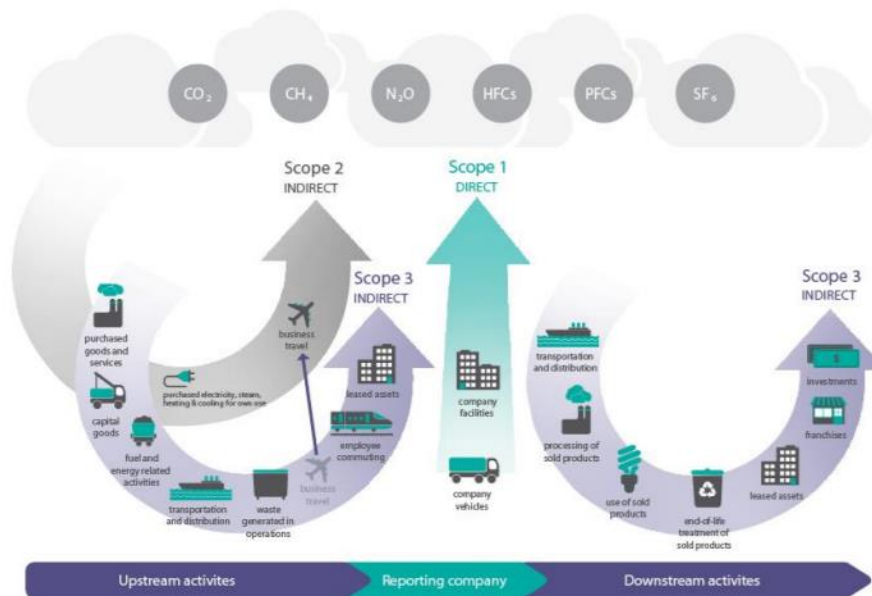 CO₂
CH₄
N₂O
HFCs
PFCs
SF₆
Scope 2
INDIRECT
Scope 1
DIRECT
Scope 3
INDIRECT
Scope 3
INDIRECT
purchased
goods and
services
capital
goods
fuel and
energy related
activities
transportation
and distribution
waste
generated in
operations
business
travel
purchased electricity, steam,
heating & cooling for own use
business
travel
employee
commuting
leased assets
company
facilities
company
vehicles
transportation
and distribution
processing of
sold products
use of sold
products
end-of-life
treatment of
sold products
leased assets
franchises
investments
Upstream activites
Reporting company
Downstream activites